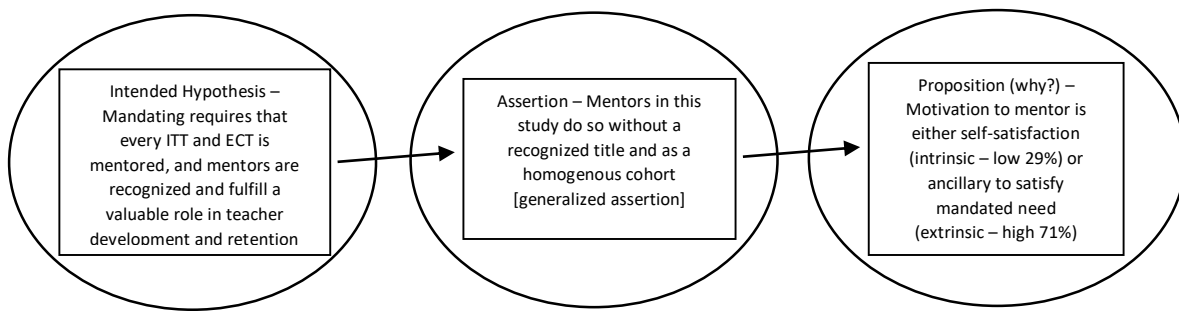 Intended Hypothesis –
Mandating requires that
every ITT and ECT is
mentored, and mentors are
recognized and fulfill a
valuable role in teacher
development and retention
Assertion – Mentors in this
study do so without a
recognized title and as a
homogenous cohort
[generalized assertion]
Proposition (why?) –
Motivation to mentor is
either self-satisfaction
(intrinsic – low 29%) or
ancillary to satisfy
mandated need
(extrinsic – high 71%)